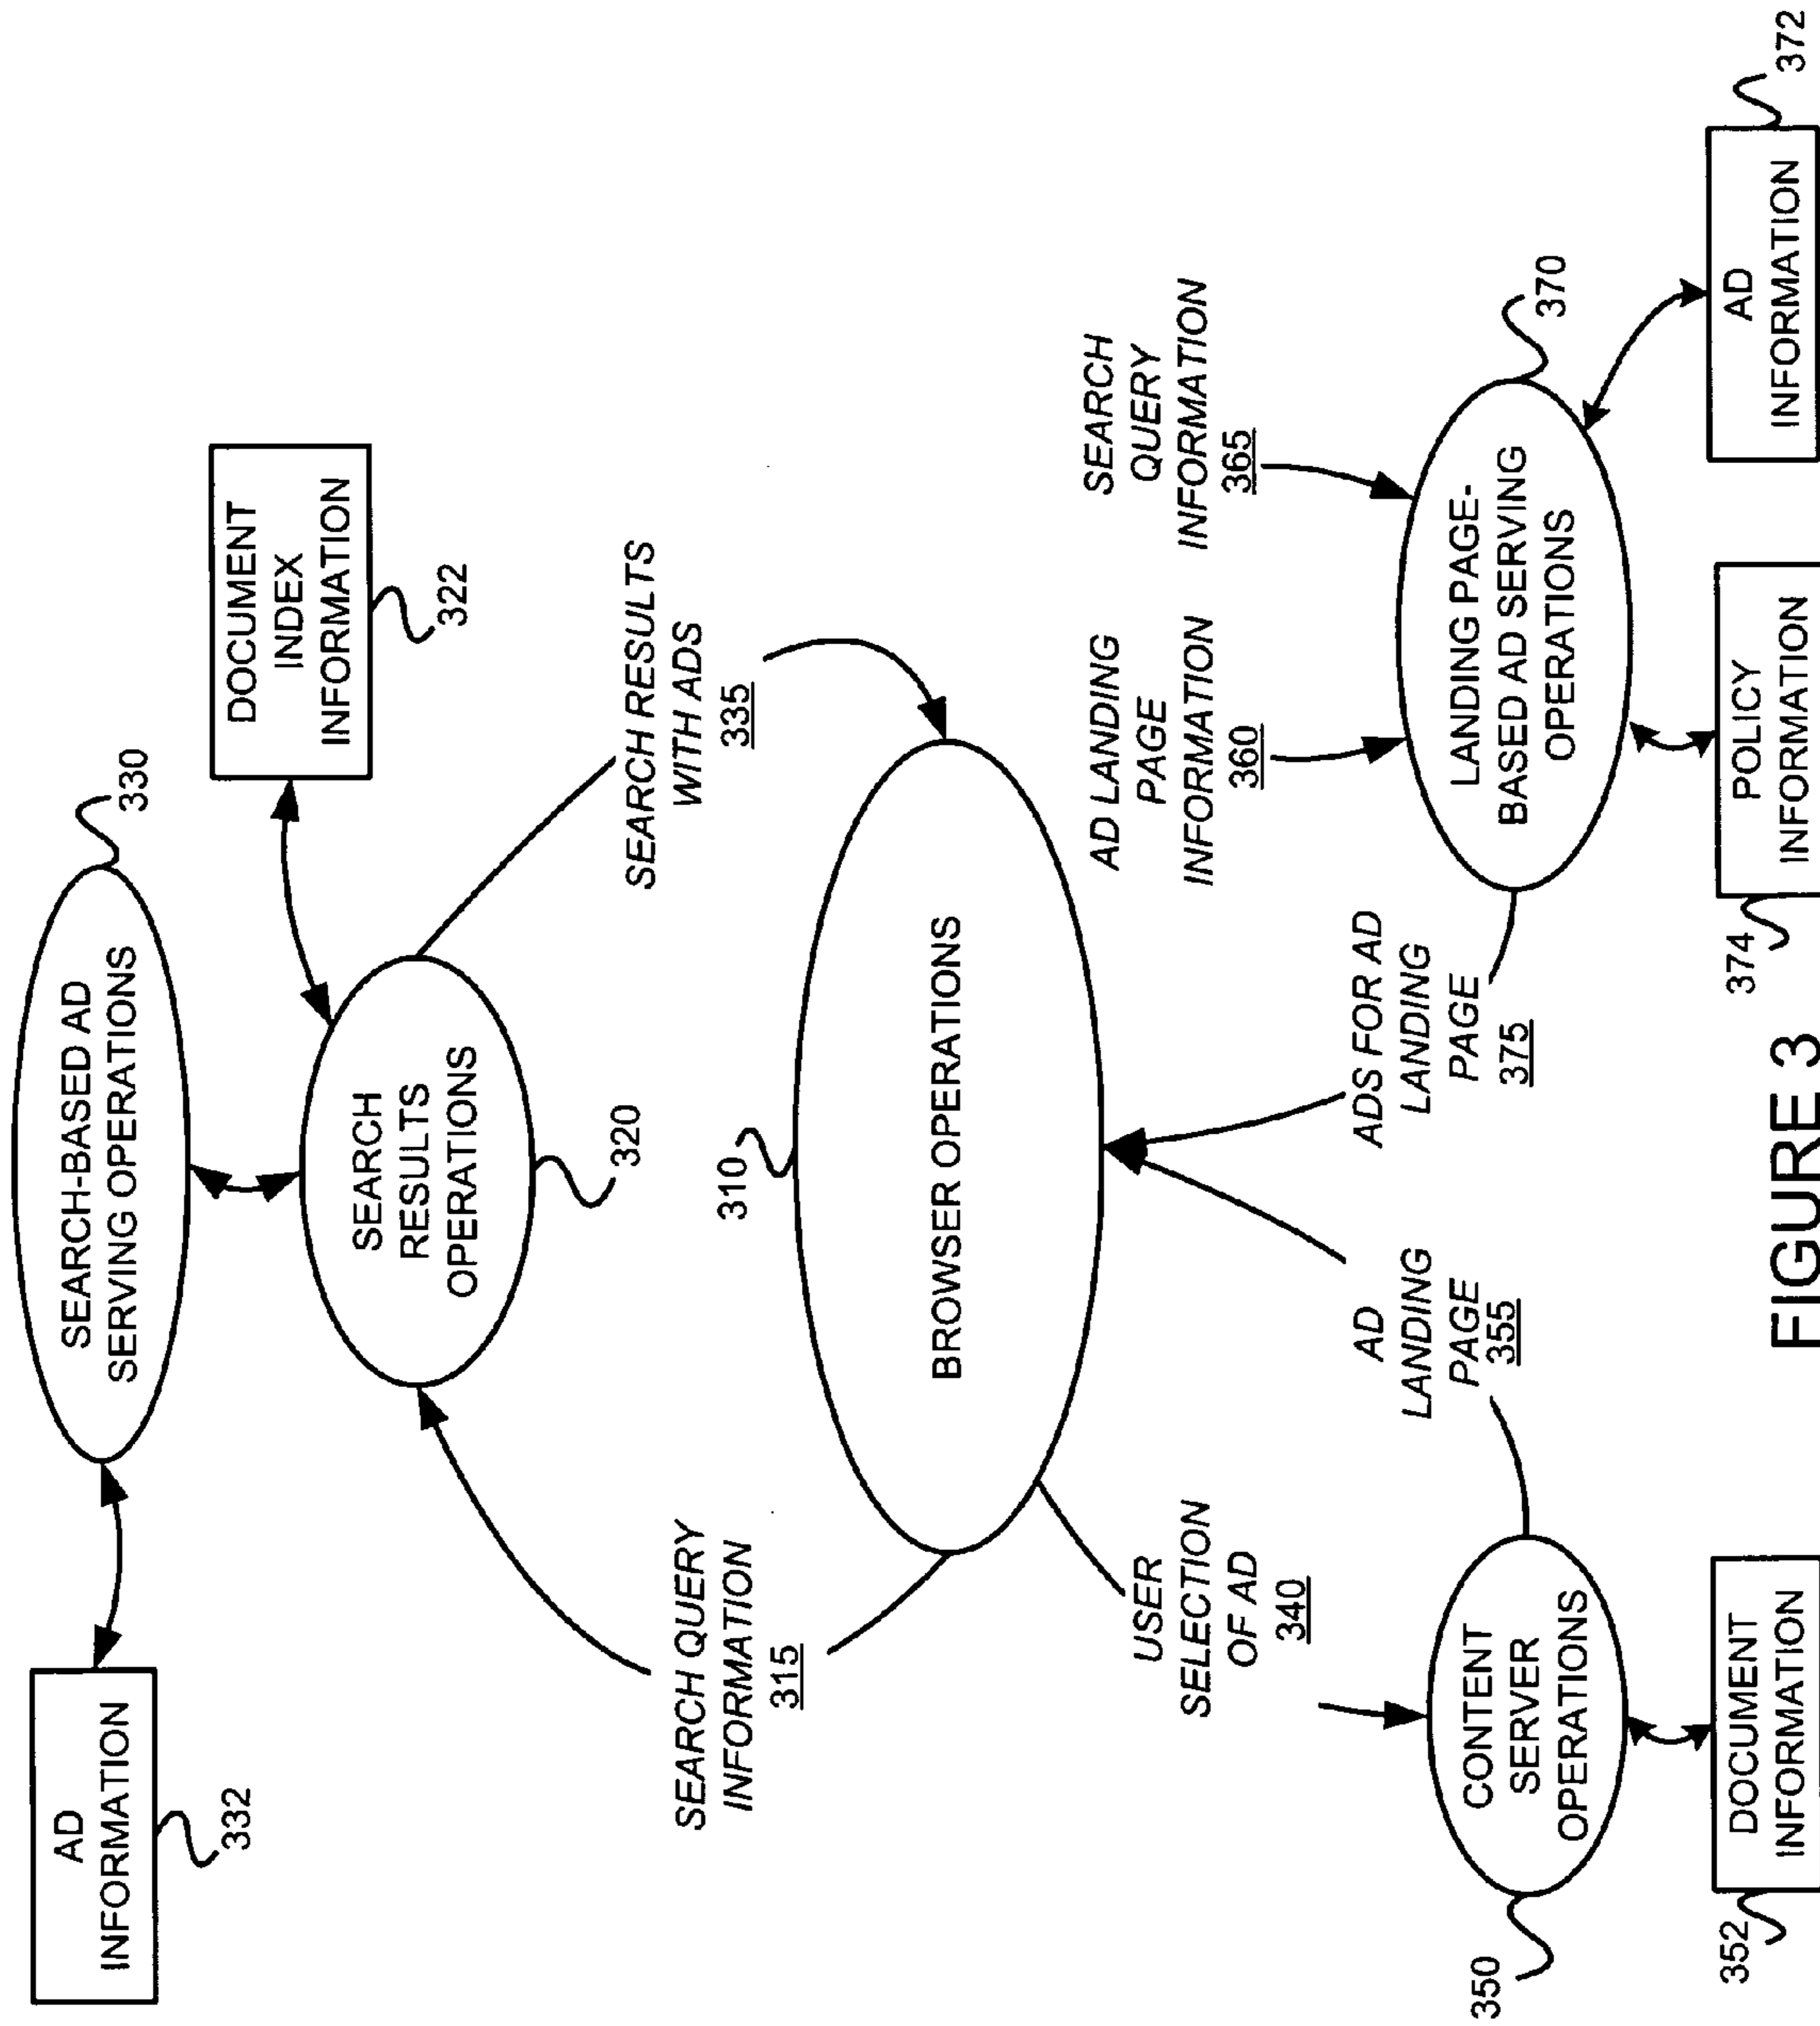 AD
INFORMATION
332
SEARCH-BASED AD
SERVING OPERATIONS
330
DOCUMENT
INDEX
INFORMATION
322
SEARCH
RESULTS
OPERATIONS
320
SEARCH QUERY
INFORMATION
315
SEARCH RESULTS
WITH ADS
335
310
BROWSER OPERATIONS
USER
SELECTION
OF AD
340
AD
LANDING
PAGE
355
ADS FOR AD
LANDING
PAGE
375
AD LANDING
PAGE
INFORMATION
360
SEARCH
QUERY
INFORMATION
365
CONTENT
SERVER
OPERATIONS
350
LANDING PAGE-
BASED AD SERVING
OPERATIONS
370
352
DOCUMENT
INFORMATION
374
POLICY
INFORMATION
AD
INFORMATION
372
FIGURE 3